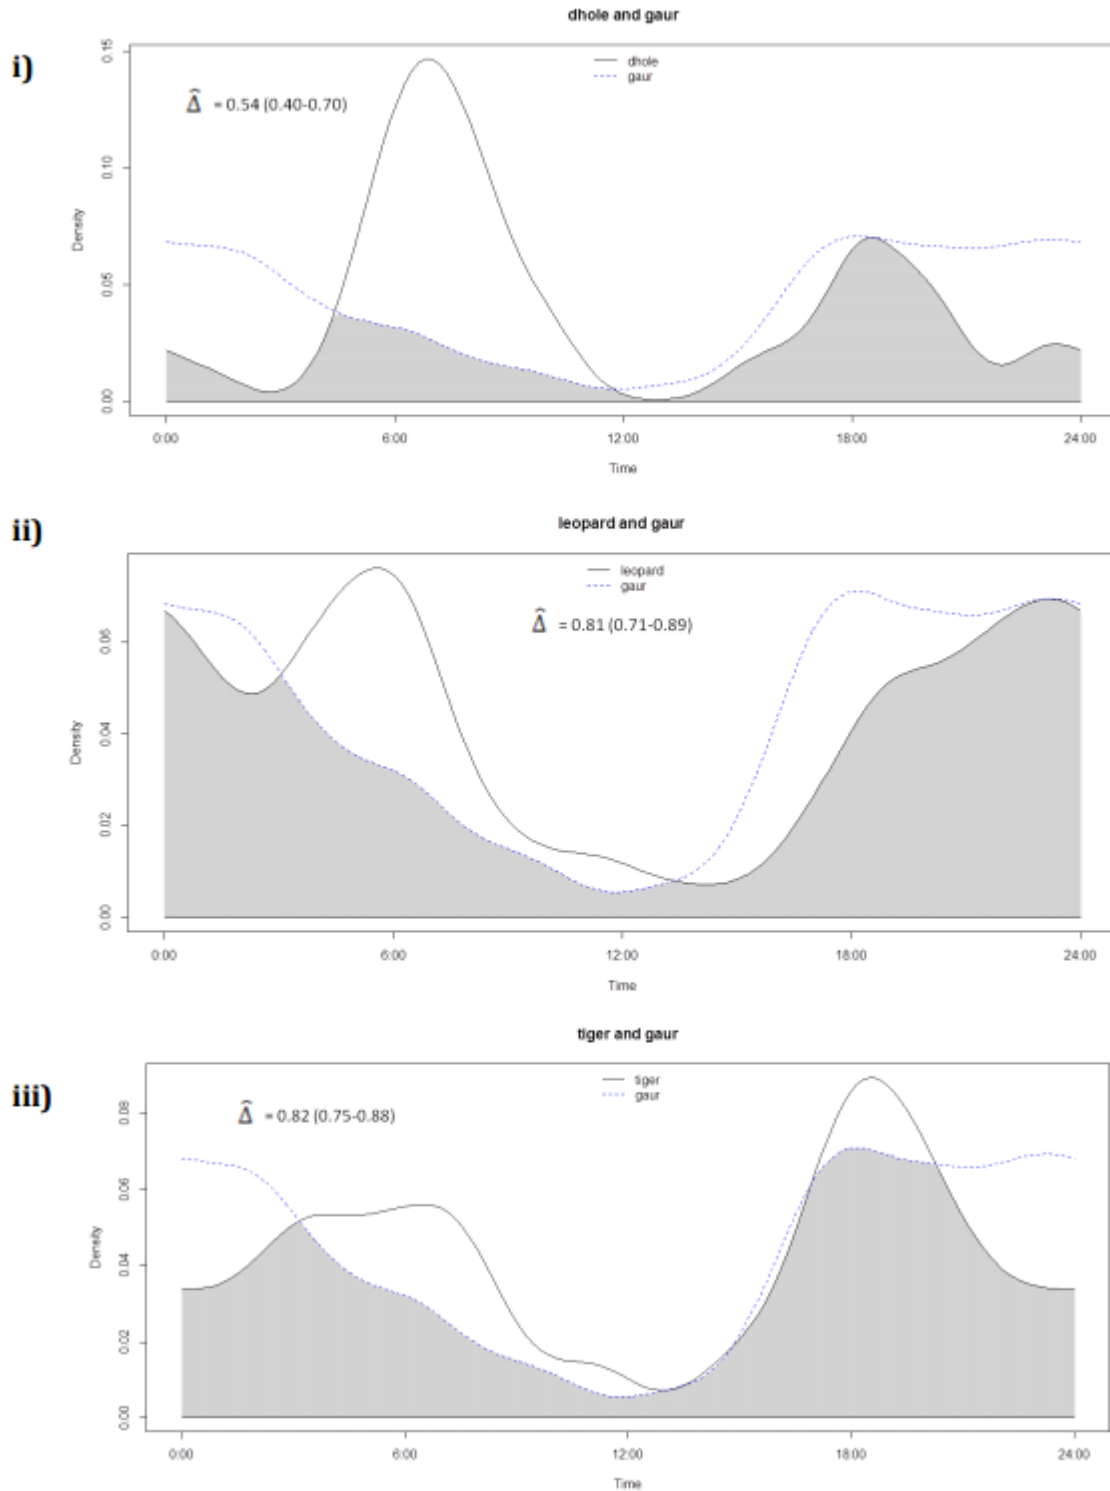 dhole and gaur
i)
dhole
gaur
Δ̂ = 0.54 (0.40-0.70)
0.15
0.10
0.05
0.00
Density
0:00 6:00 12:00 18:00 24:00
Time
leopard and gaur
ii)
leopard
gaur
Δ̂ = 0.81 (0.71-0.89)
0.06
0.04
0.02
0.00
Density
0:00 6:00 12:00 18:00 24:00
Time
tiger and gaur
iii)
tiger
gaur
Δ̂ = 0.82 (0.75-0.88)
0.08
0.06
0.04
0.02
0.00
Density
0:00 6:00 12:00 18:00 24:00
Time